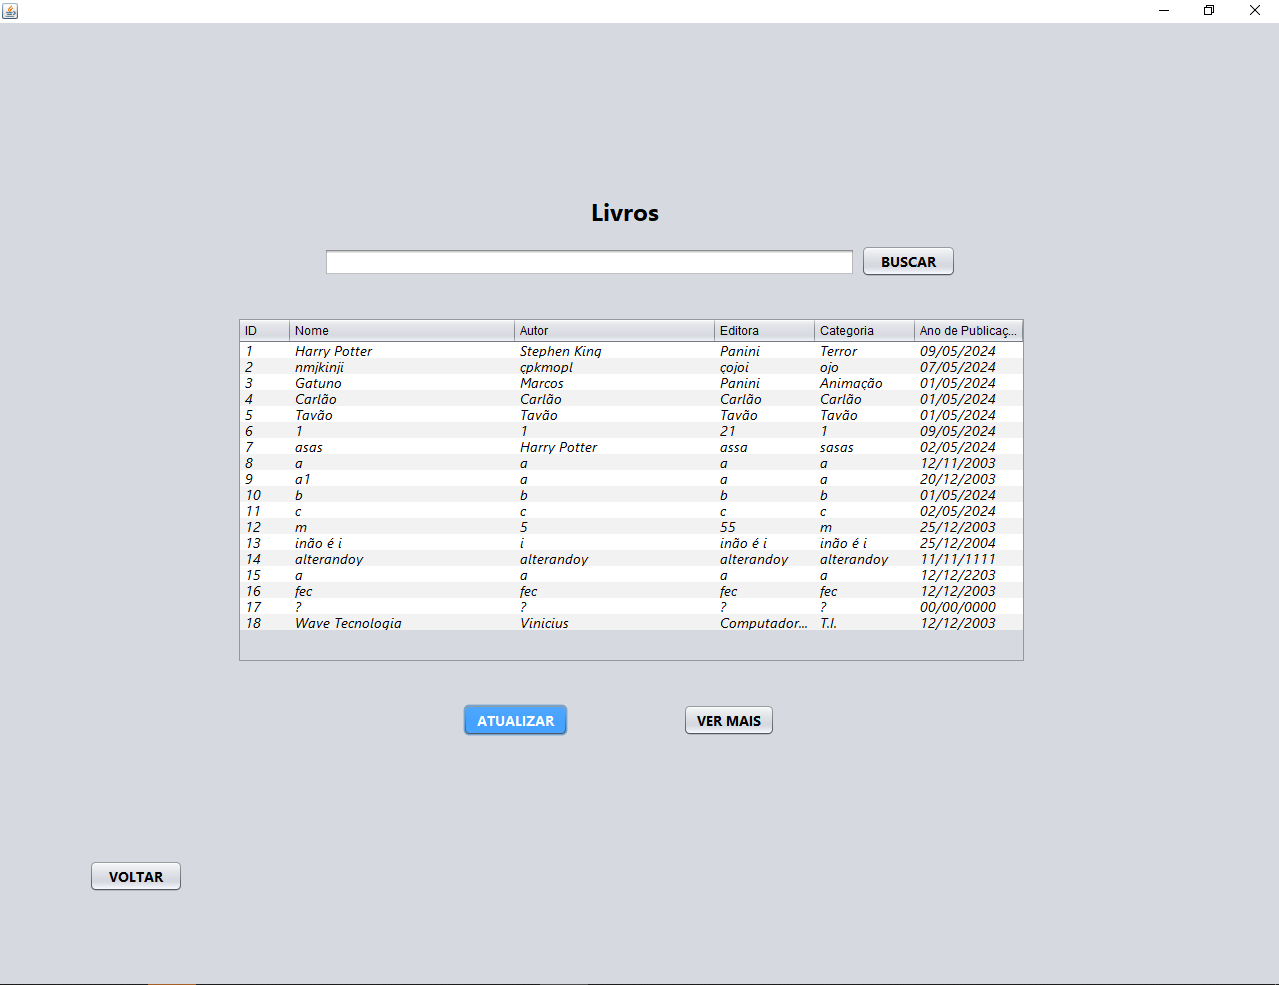 Livros
BUSCAR
ID Nome Autor Editora Categoria Ano de Publicaç...
1 Harry Potter Stephen King Panini Terror 09/05/2024
2 nmjkinji çpkmopl çojoi ojo 07/05/2024
3 Gatuno Marcos Panini Animação 01/05/2024
4 Carlão Carlão Carlão Carlão 01/05/2024
5 Tavão Tavão Tavão Tavão 01/05/2024
6 1 1 21 1 09/05/2024
7 asas Harry Potter assa sasas 02/05/2024
8 a a a a 12/11/2003
9 a1 a a a 20/12/2003
10 b b b b 01/05/2024
11 c c c c 02/05/2024
12 m 5 55 m 25/12/2003
13 inão é i i inão é i inão é i 25/12/2004
14 alterandoy alterandoy alterandoy alterandoy 11/11/1111
15 a a a a 12/12/2203
16 fec fec fec fec 12/12/2003
17 ? ? ? ? 00/00/0000
18 Wave Tecnologia Vinicius Computador... T.I. 12/12/2003
ATUALIZAR VER MAIS
VOLTAR